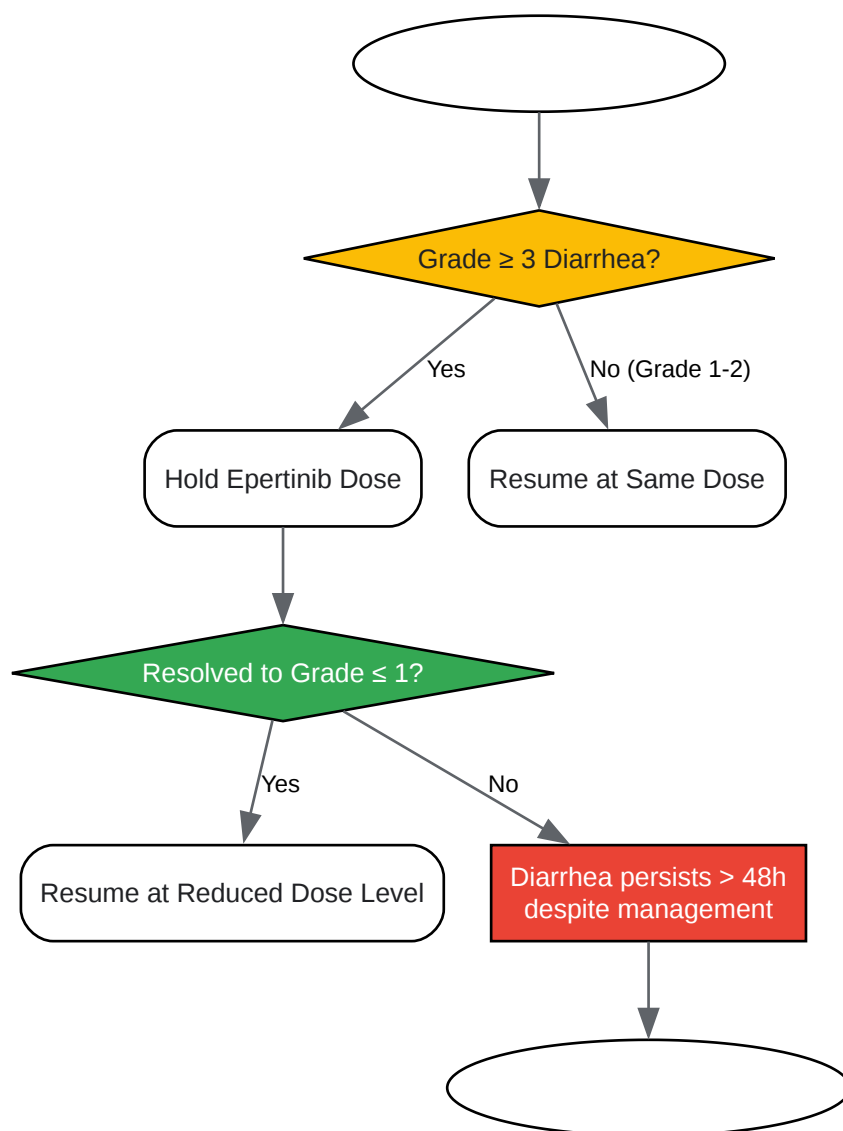 Grade ≥ 3 Diarrhea?
Yes
No (Grade 1-2)
Hold Epertinib Dose
Resume at Same Dose
Resolved to Grade ≤ 1?
Yes
No
Resume at Reduced Dose Level
Diarrhea persists > 48h
despite management